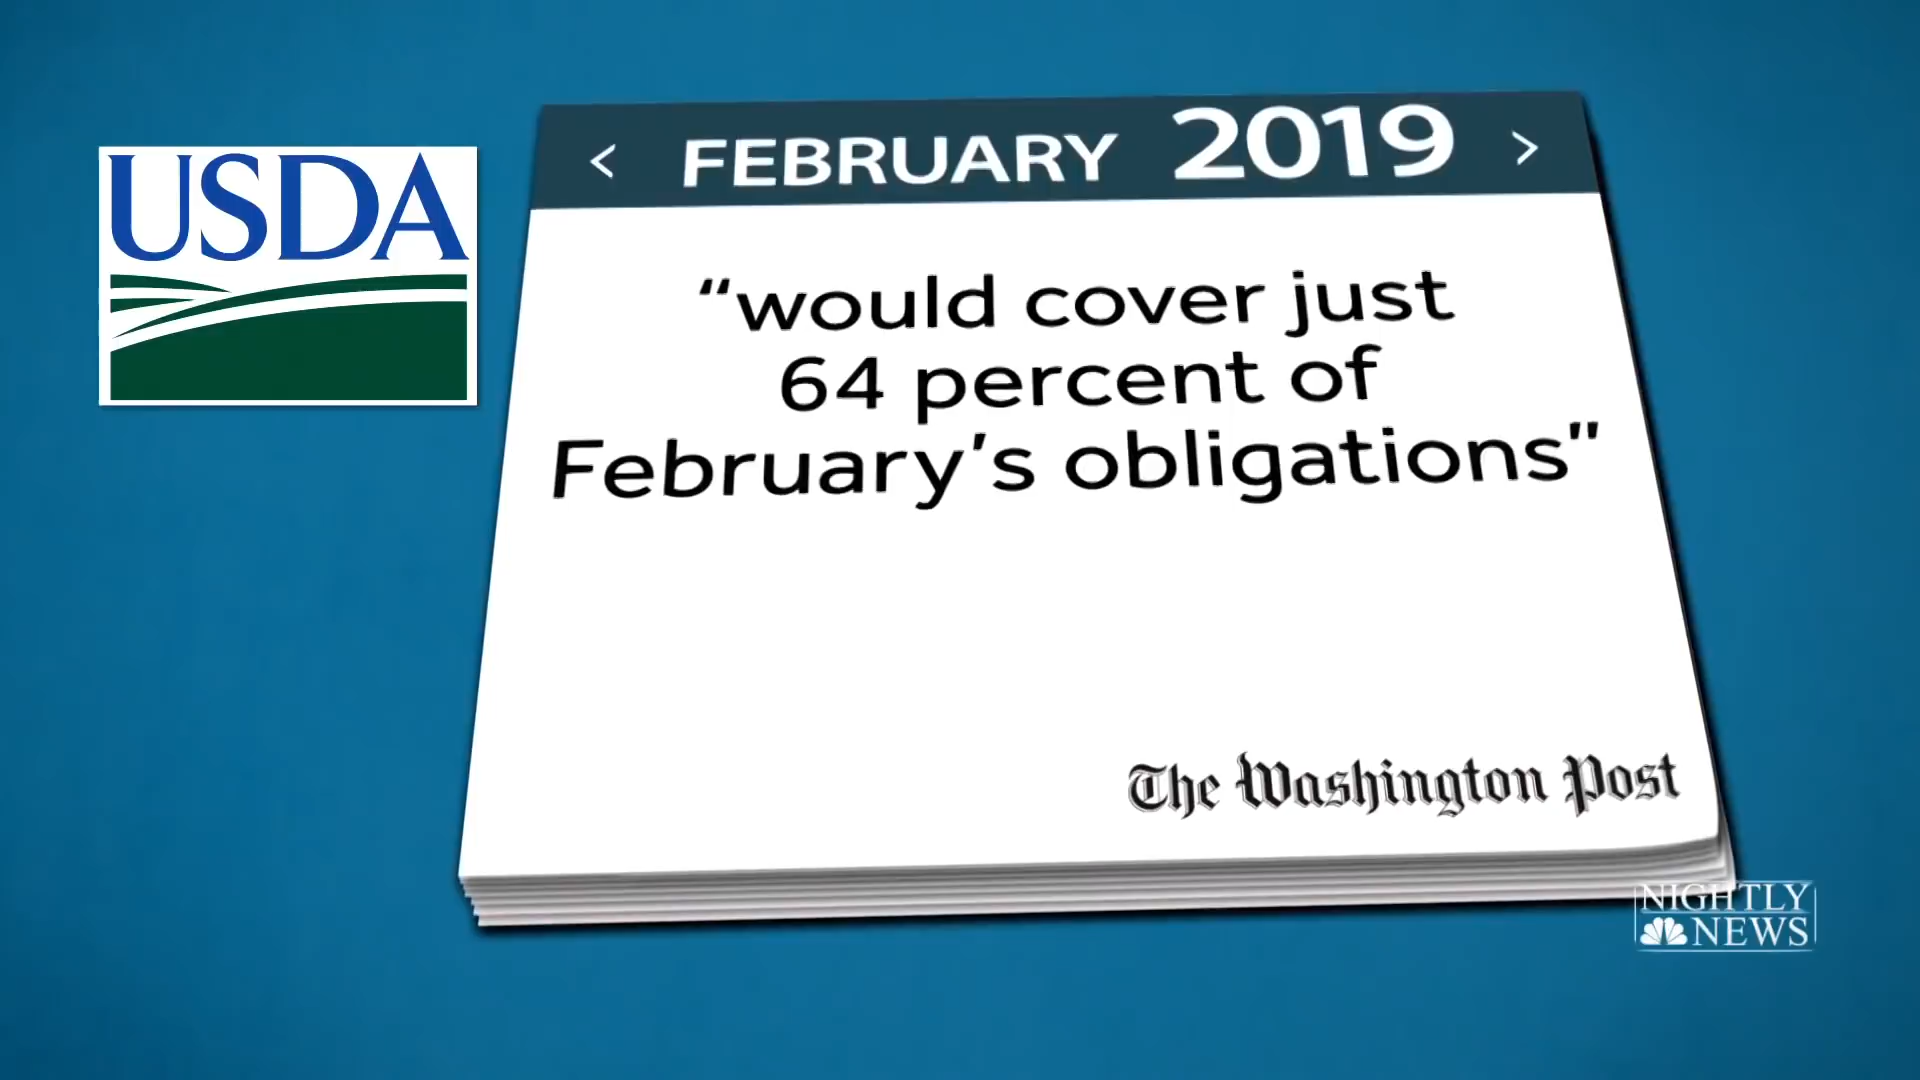 USDA
< FEBRUARY 2019 >
“would cover just
64 percent of
February’s obligations”
The Washington Post
NIGHTLY
NEWS